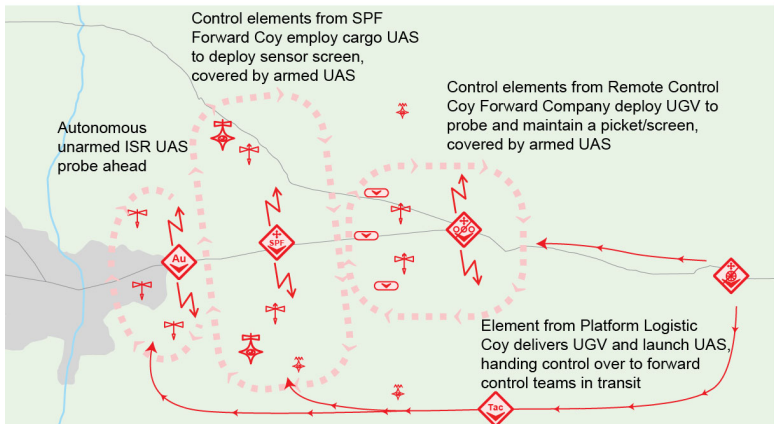 Control elements from SPF
Forward Coy employ cargo UAS
to deploy sensor screen,
covered by armed UAS
Control elements from Remote Control
Coy Forward Company deploy UGV to
probe and maintain a picket/screen,
covered by armed UAS
Autonomous
unarmed ISR UAS
probe ahead
Au
SPF
Element from Platform Logistic
Coy delivers UGV and launch UAS,
handing control over to forward
control teams in transit
Tac